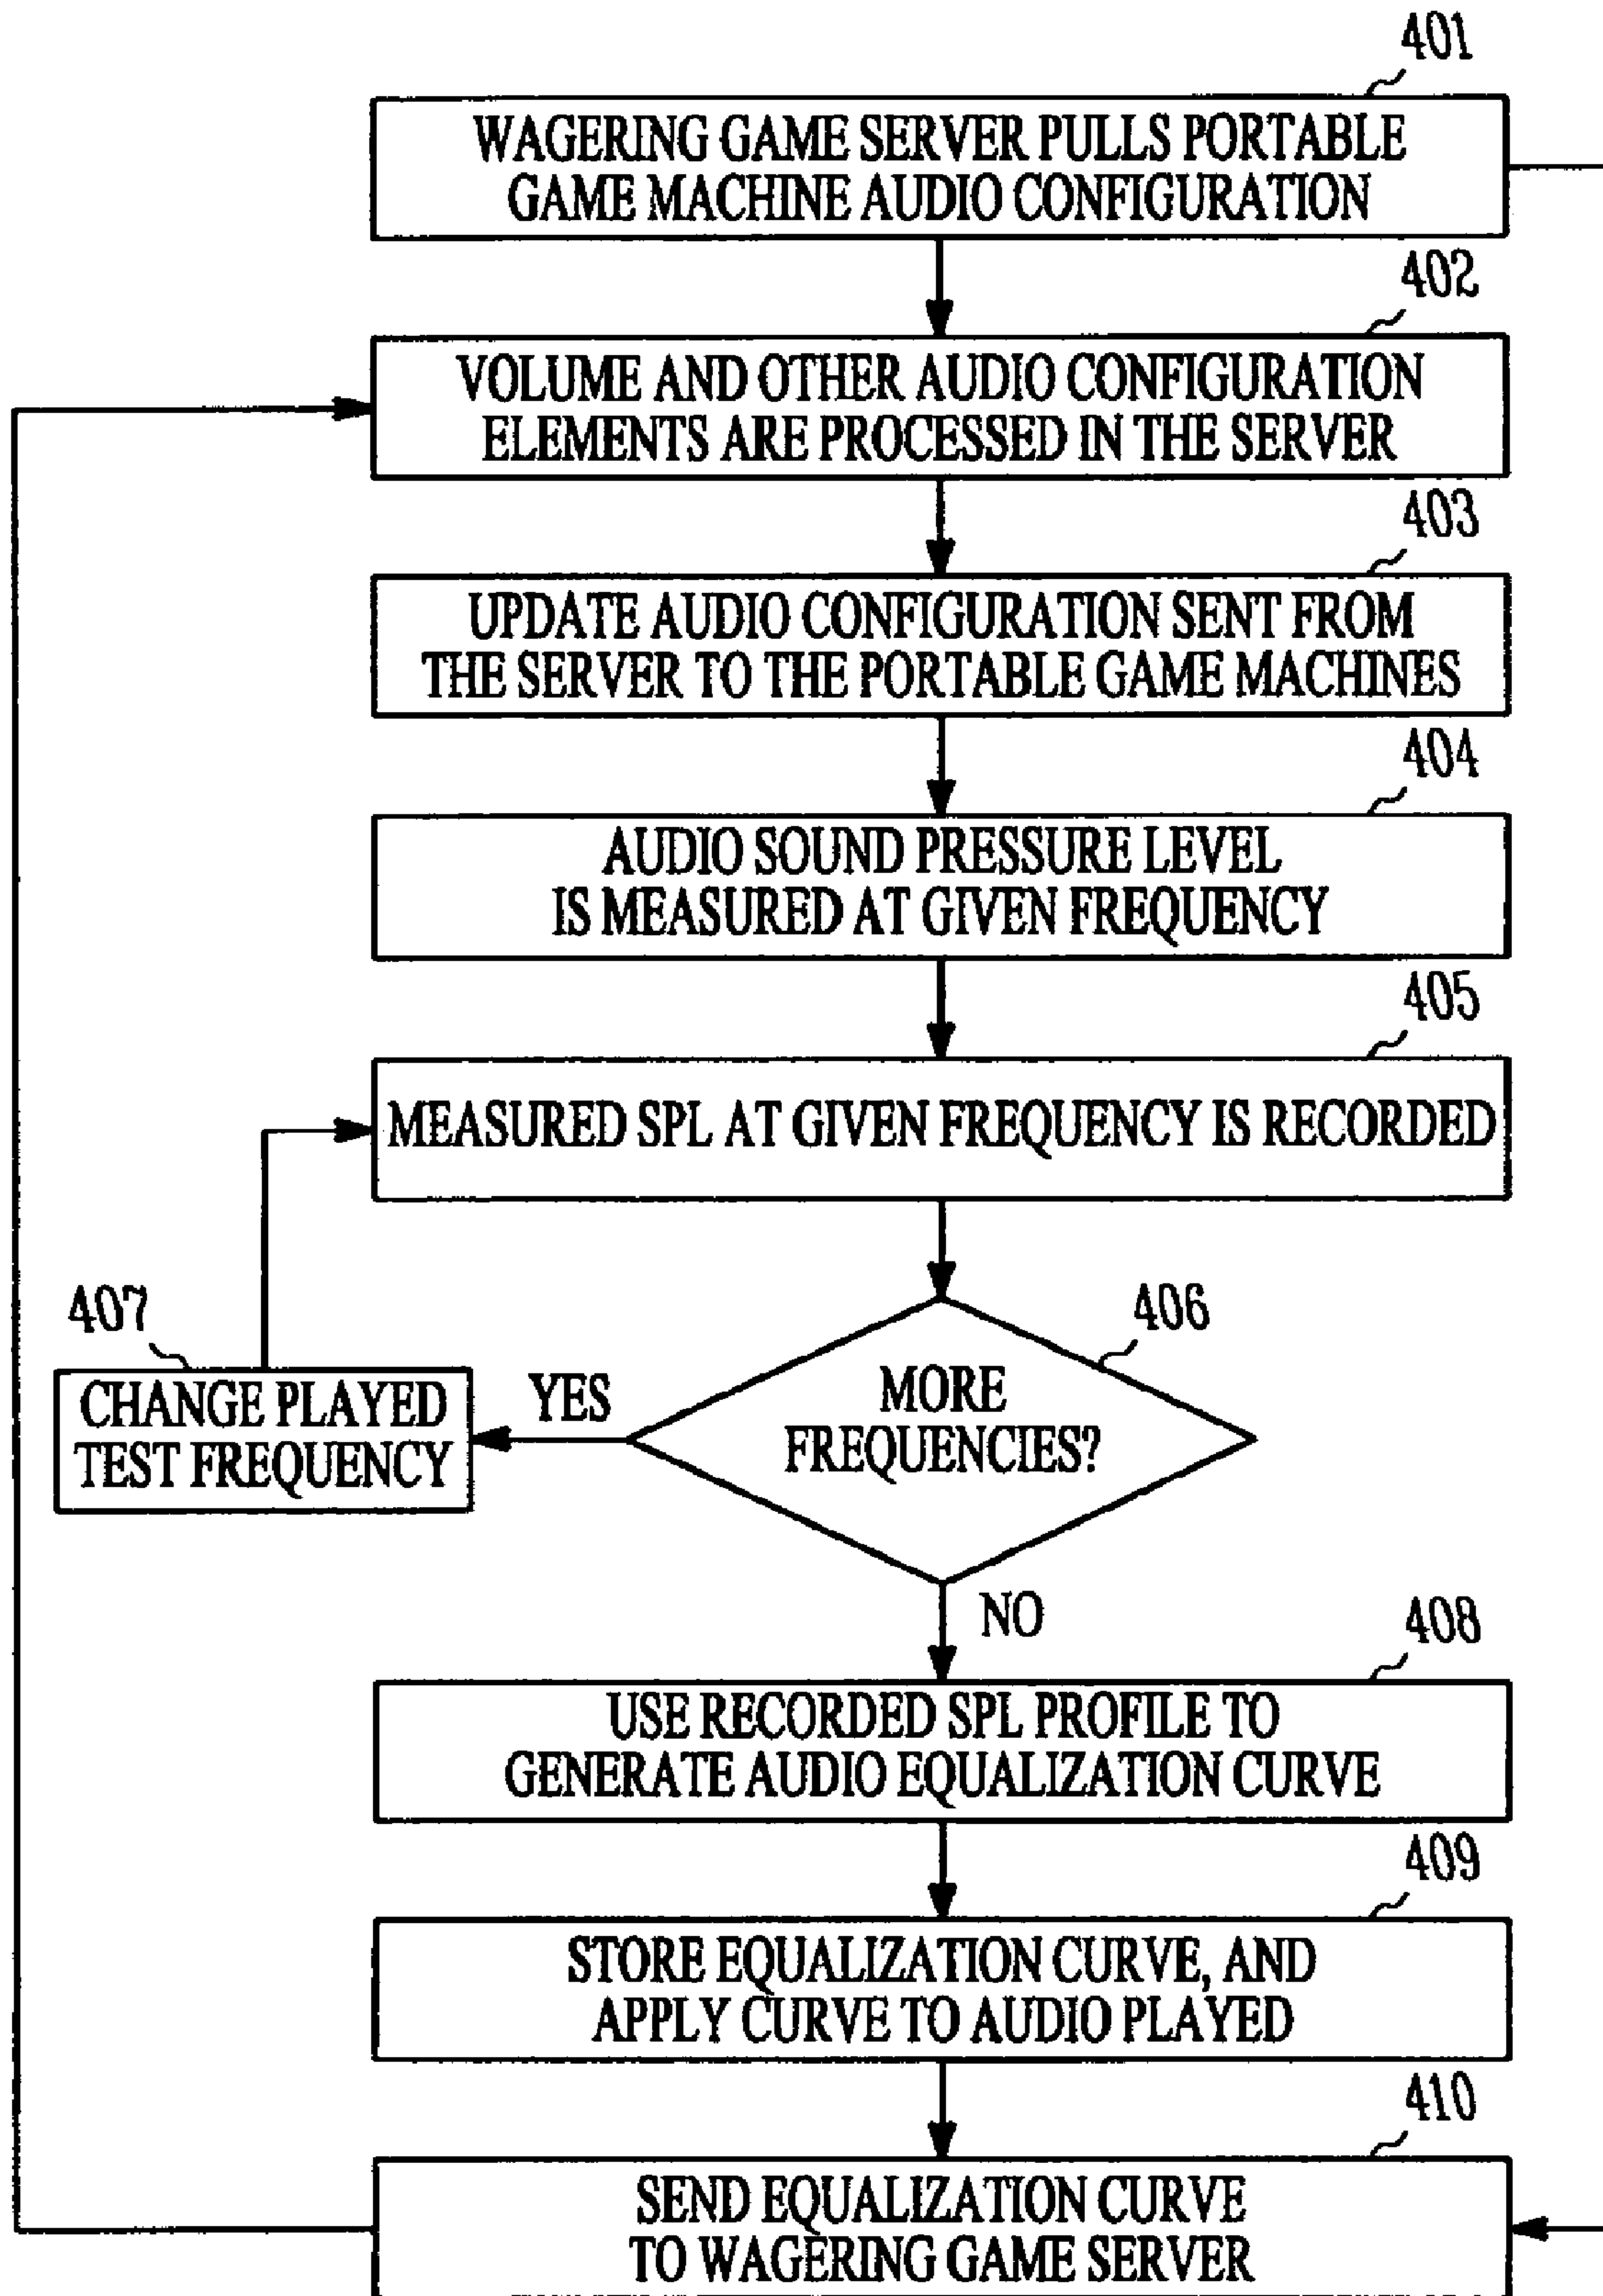 401
WAGERING GAME SERVER PULLS PORTABLE
GAME MACHINE AUDIO CONFIGURATION
402
VOLUME AND OTHER AUDIO CONFIGURATION
ELEMENTS ARE PROCESSED IN THE SERVER
403
UPDATE AUDIO CONFIGURATION SENT FROM
THE SERVER TO THE PORTABLE GAME MACHINES
404
AUDIO SOUND PRESSURE LEVEL
IS MEASURED AT GIVEN FREQUENCY
405
MEASURED SPL AT GIVEN FREQUENCY IS RECORDED
406
MORE
FREQUENCIES?
YES
407
CHANGE PLAYED
TEST FREQUENCY
NO
408
USE RECORDED SPL PROFILE TO
GENERATE AUDIO EQUALIZATION CURVE
409
STORE EQUALIZATION CURVE, AND
APPLY CURVE TO AUDIO PLAYED
410
SEND EQUALIZATION CURVE
TO WAGERING GAME SERVER